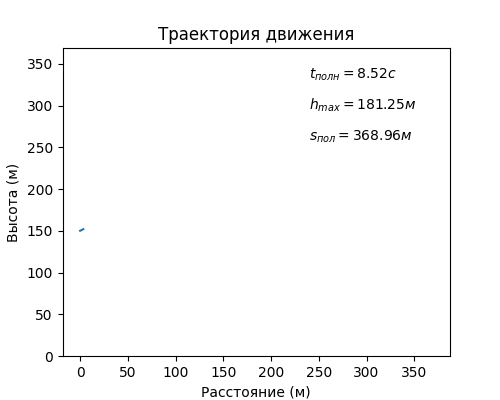 Траектория движения
t_полн = 8.52c
h_max = 181.25м
s_пол = 368.96м
350
300
250
200
150
100
50
0
Высота (м)
0 50 100 150 200 250 300 350
Расстояние (м)